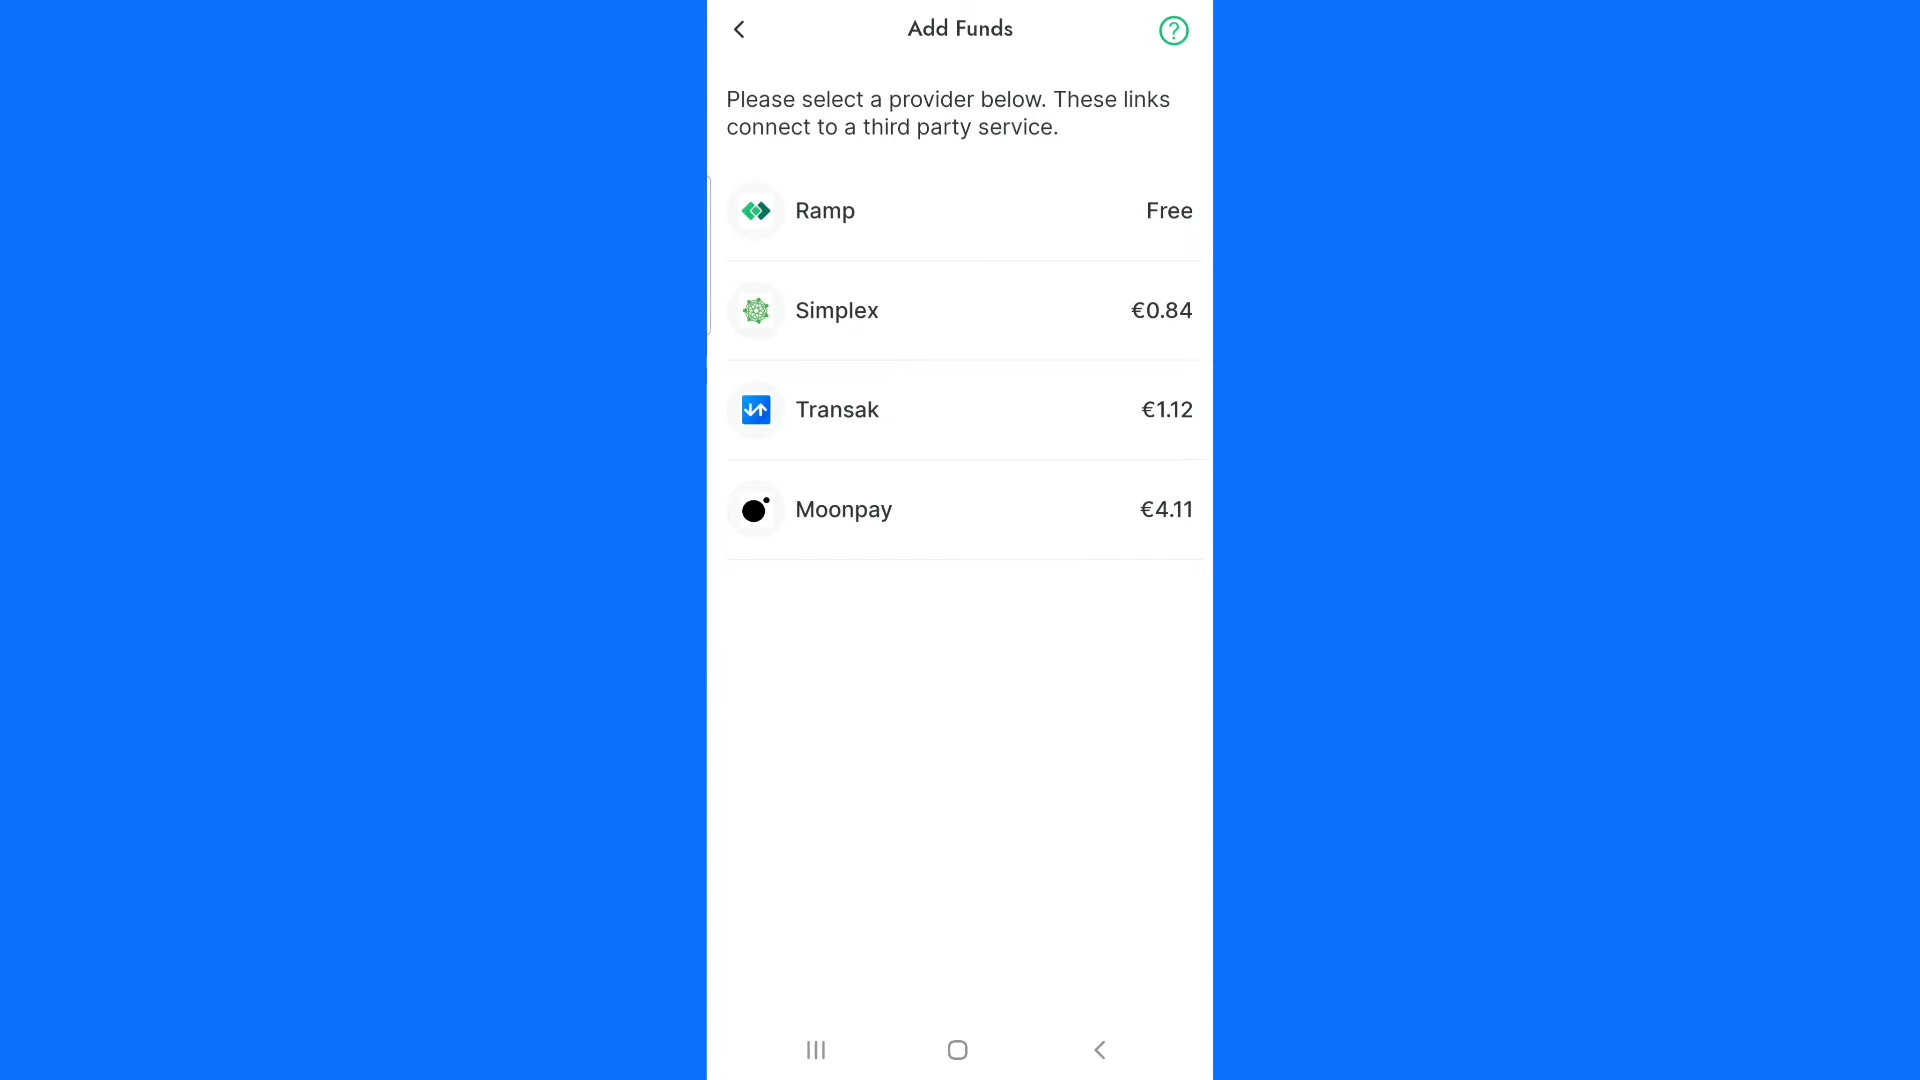 Add Funds
?
Please select a provider below. These links
connect to a third party service.
Ramp Free
Simplex €0.84
Transak €1.12
Moonpay €4.11